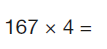 167 × 4 =